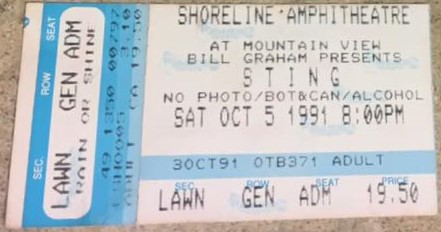 SHORELINE·AMPHITHEATRE
AT MOUNTAIN VIEW
BILL GRAHAM PRESENTS
STING
NO PHOTO/BOT&CAN/ALCOHOL
SAT OCT 5 1991 8:00PM
3OCT91 OTB371 ADULT
SEC. ROW SEAT PRICE
LAWN GEN ADM 19.50
SEC. ROW SEAT
LAWN GEN ADM
RAIN OR SHINE